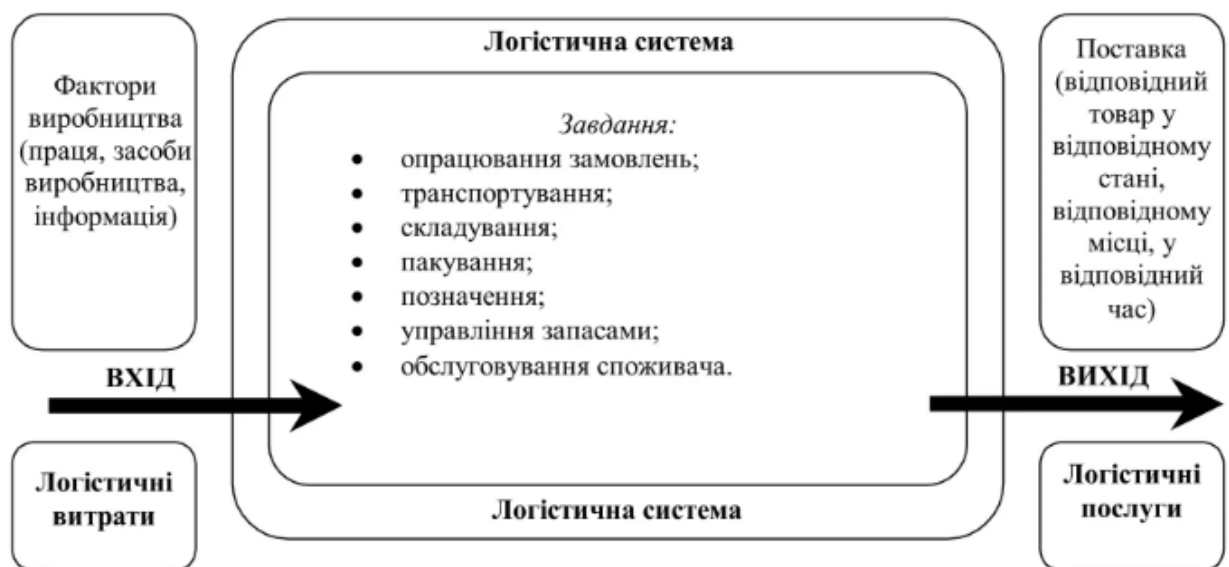 Фактори
виробництва
(праця, засоби
виробництва,
інформація)
ВХІД
Логістичні
витрати
Логістична система
Завдання:
• опрацювання замовлень;
• транспортування;
• складування;
• пакування;
• позначення;
• управління запасами;
• обслуговування споживача.
Логістична система
Поставка
(відповідний
товар у
відповідному
стані,
відповідному
місці, у
відповідний
час)
ВИХІД
Логістичні
послуги